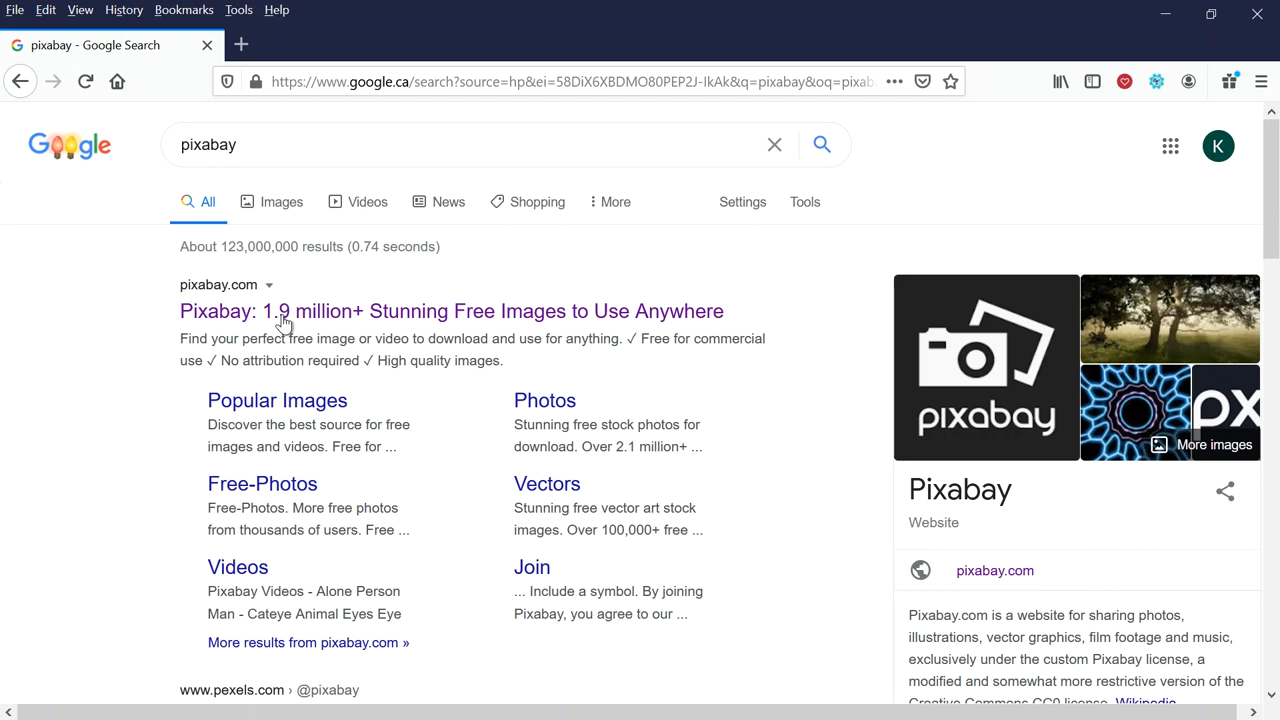 File Edit View History Bookmarks Tools Help
pixabay - Google Search
https://www.google.ca/search?source=hp&ei=58DiX6XBDMO80PEP2J-IkAk&q=pixabay&oq=pixab
Google
pixabay
K
All Images Videos News Shopping More Settings Tools
About 123,000,000 results (0.74 seconds)
pixabay.com
Pixabay: 1.9 million+ Stunning Free Images to Use Anywhere
Find your perfect free image or video to download and use for anything. ✓ Free for commercial
use ✓ No attribution required ✓ High quality images.
Popular Images
Discover the best source for free
images and videos. Free for ...
Photos
Stunning free stock photos for
download. Over 2.1 million+ ...
Free-Photos
Free-Photos. More free photos
from thousands of users. Free ...
Vectors
Stunning free vector art stock
images. Over 100,000+ free ...
Videos
Pixabay Videos - Alone Person
Man - Cateye Animal Eyes Eye
Join
... Include a symbol. By joining
Pixabay, you agree to our ...
More results from pixabay.com »
www.pexels.com › @pixabay
pixabay
px
More images
Pixabay
Website
pixabay.com
Pixabay.com is a website for sharing photos,
illustrations, vector graphics, film footage and music,
exclusively under the custom Pixabay license, a
modified and somewhat more restrictive version of the
Creative Commons CC0 license. Wikipedia